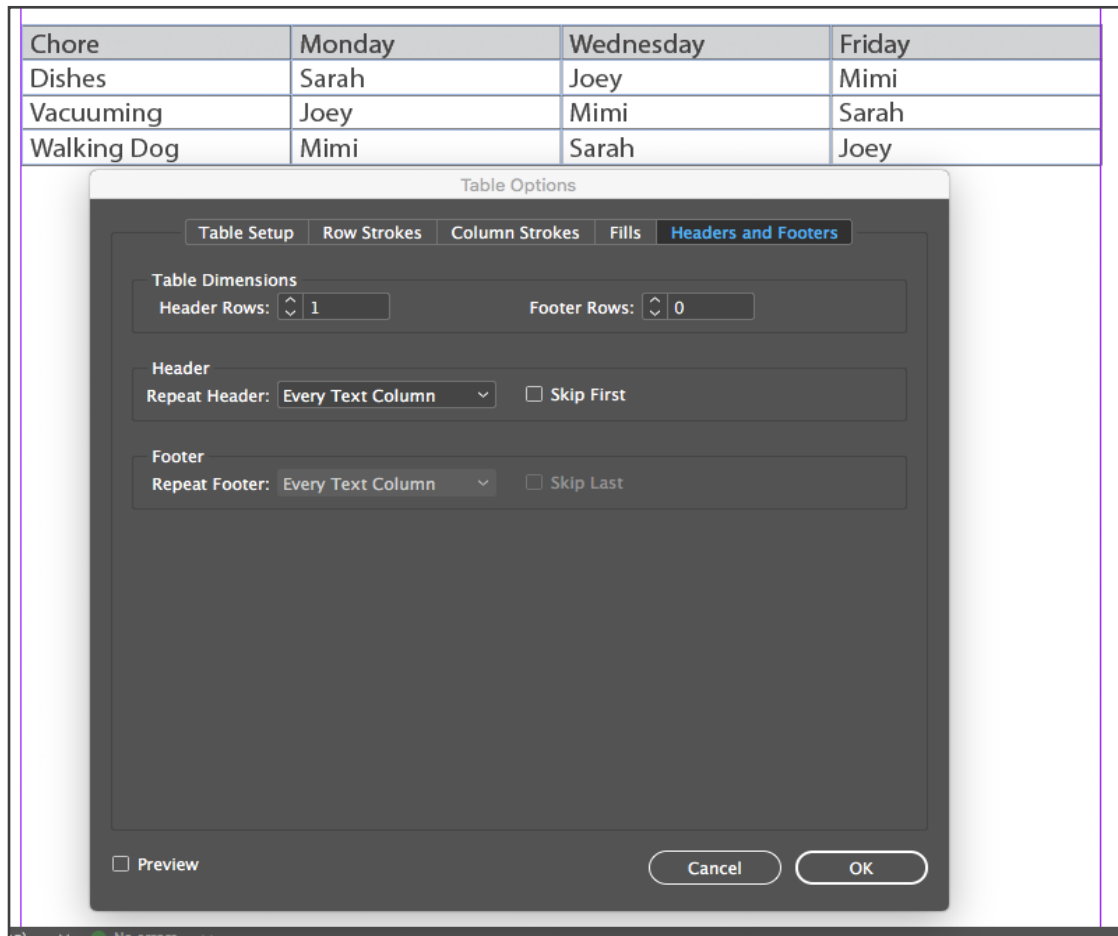 Chore Monday Wednesday Friday
Dishes Sarah Joey Mimi
Vacuuming Joey Mimi Sarah
Walking Dog Mimi Sarah Joey
Table Options
Table Setup Row Strokes Column Strokes Fills Headers and Footers
Table Dimensions
Header Rows: 1 Footer Rows: 0
Header
Repeat Header: Every Text Column Skip First
Footer
Repeat Footer: Every Text Column Skip Last
Preview Cancel OK